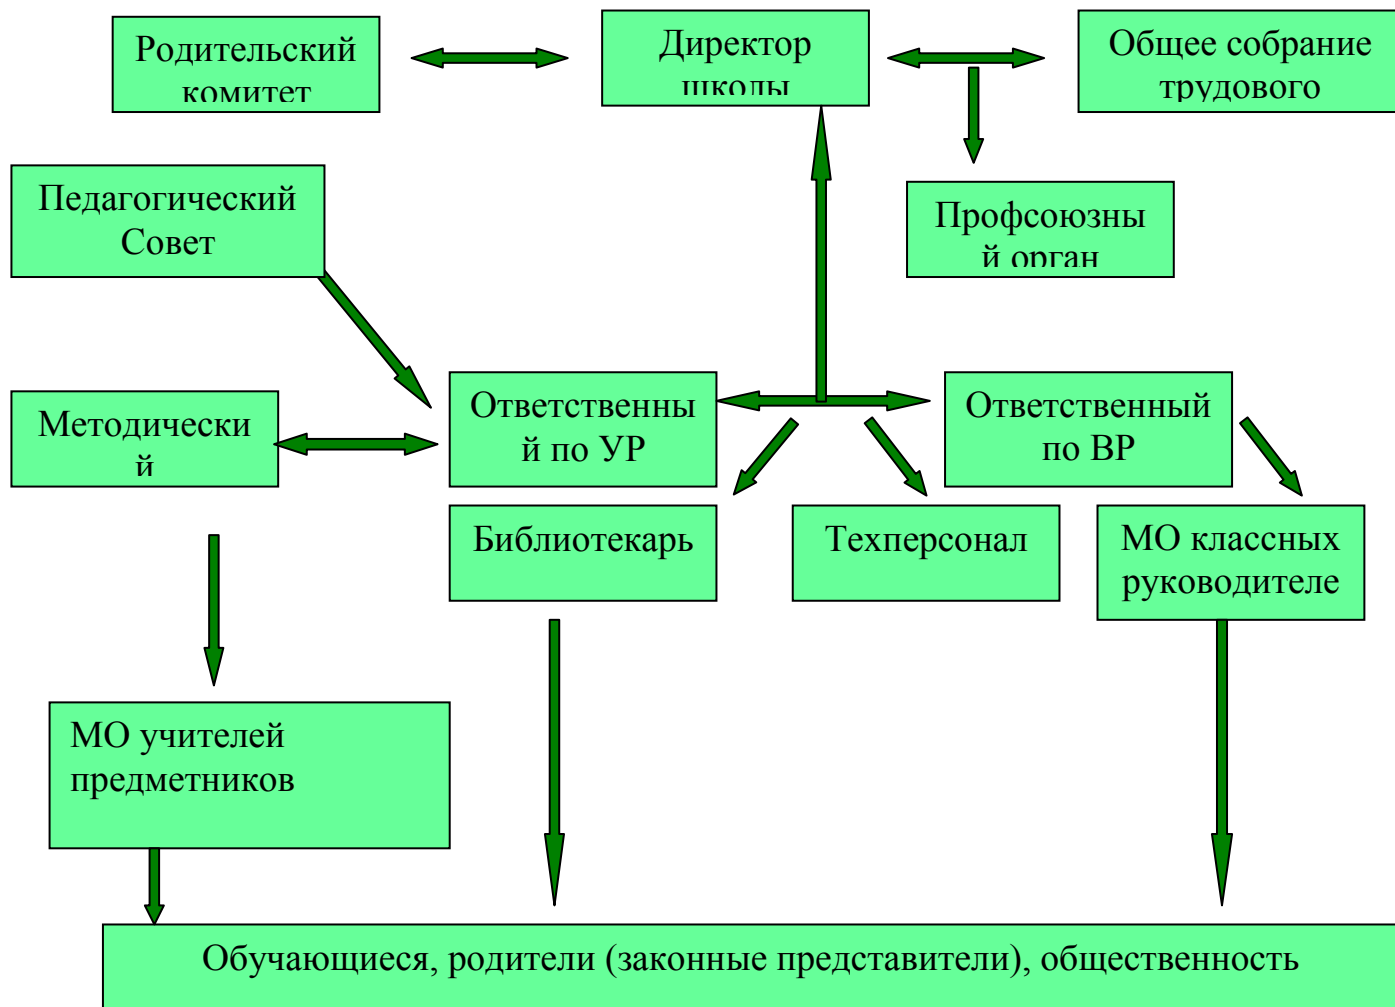 Родительский
комитет
Директор
школы
Общее собрание
трудового
Педагогический
Совет
Профсоюзны
й орган
Методически
й
Ответственны
й по УР
Ответственный
по ВР
Библиотекарь
Техперсонал
МО классных
руководителе
МО учителей
предметников
Обучающиеся, родители (законные представители), общественность